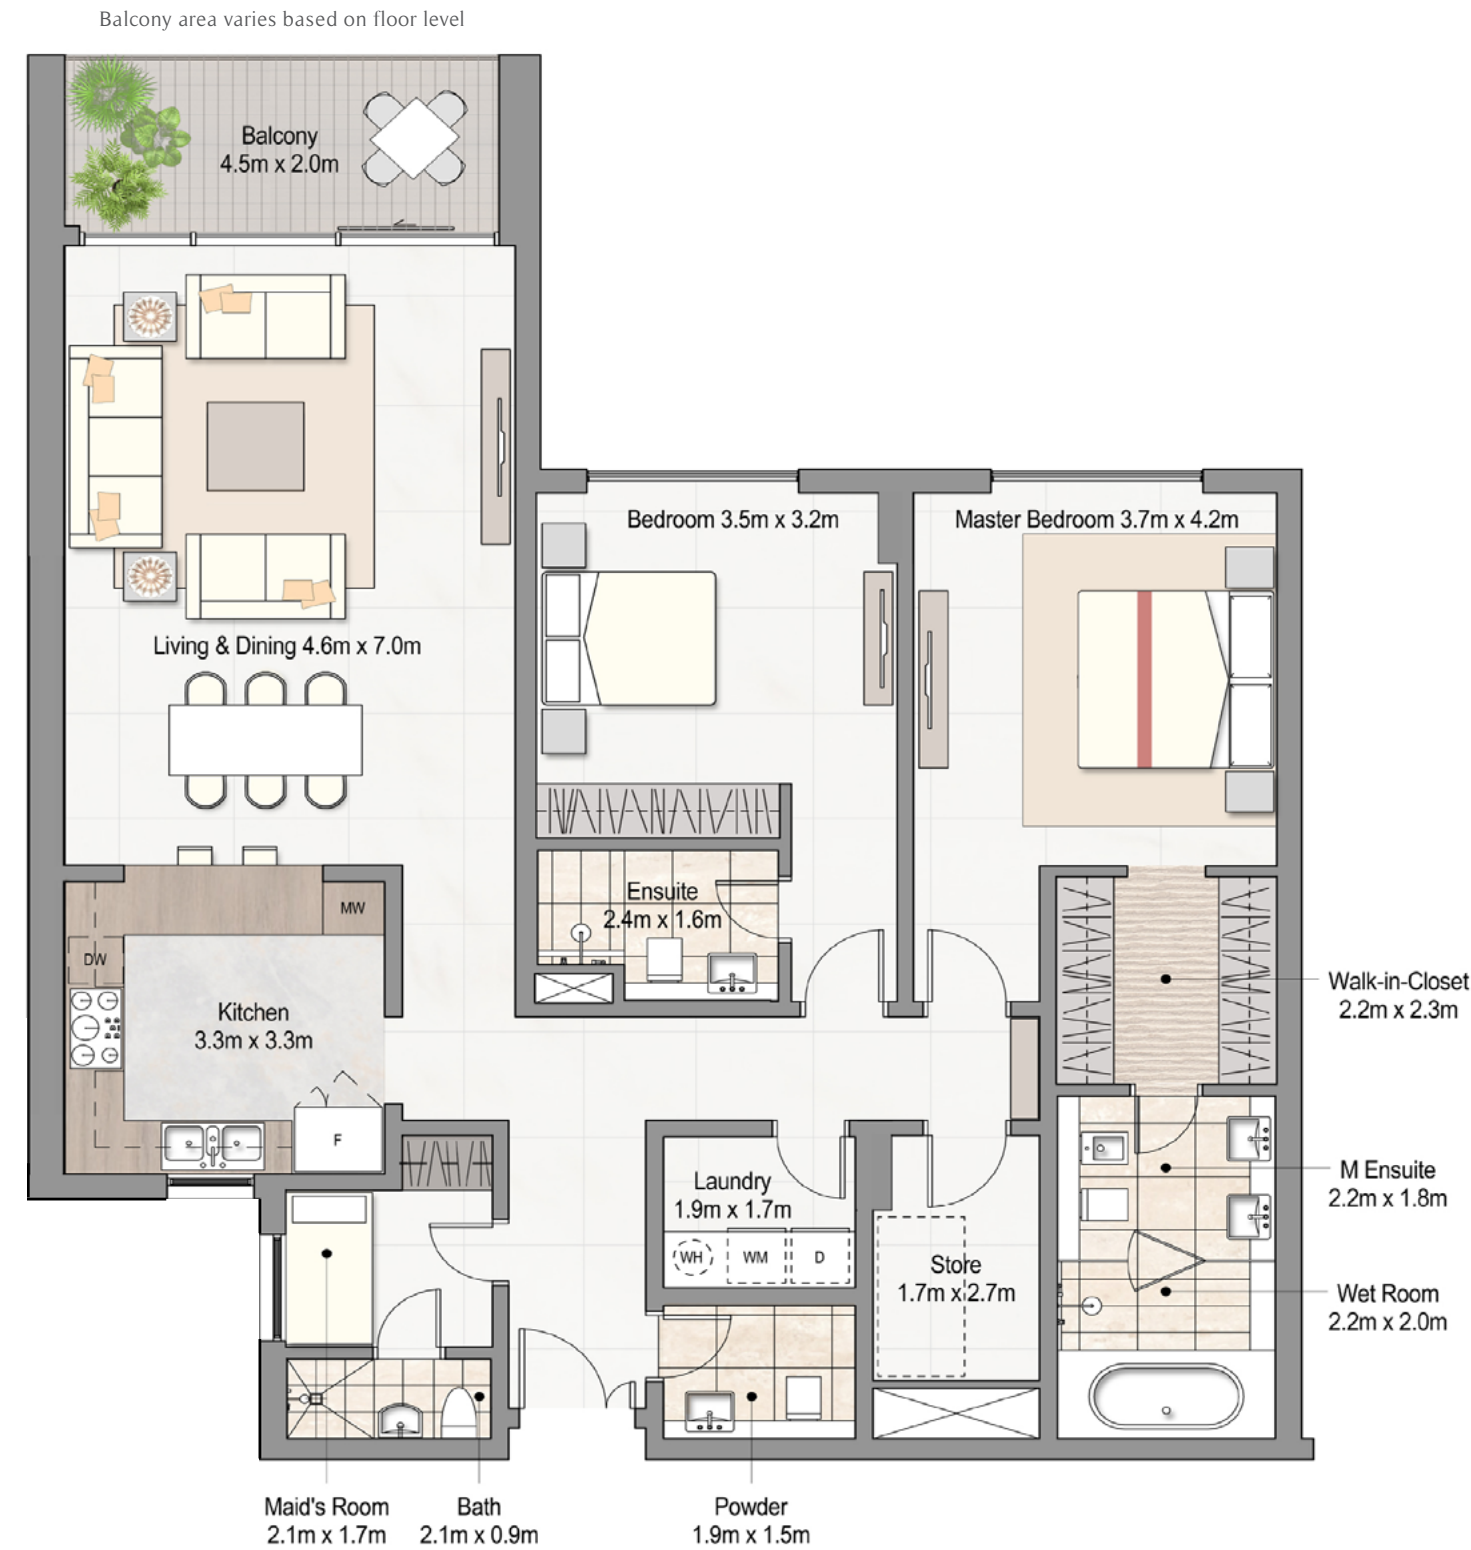 Balcony area varies based on floor level
Balcony
4.5m x 2.0m
Bedroom 3.5m x 3.2m
Master Bedroom 3.7m x 4.2m
Living & Dining 4.6m x 7.0m
Ensuite
2.4m x 1.6m
MW
DW
Kitchen
3.3m x 3.3m
Walk-in-Closet
2.2m x 2.3m
F
Laundry
1.9m x 1.7m
M Ensuite
2.2m x 1.8m
WH
WM
D
Store
1.7m x 2.7m
Wet Room
2.2m x 2.0m
Maid's Room
2.1m x 1.7m
Bath
2.1m x 0.9m
Powder
1.9m x 1.5m